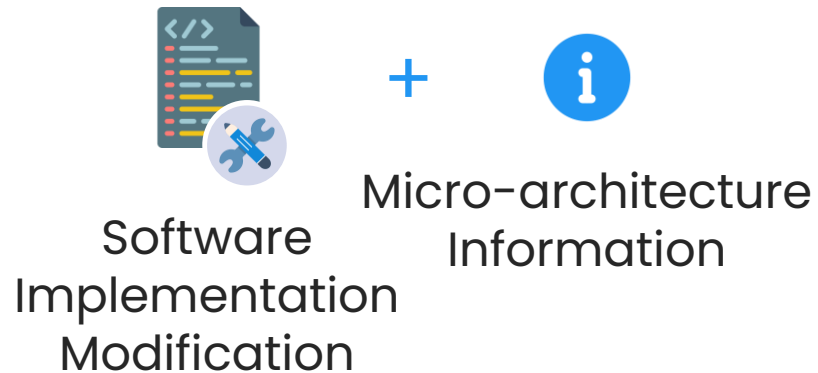 </>
+
Micro-architecture
Information
Software
Implementation
Modification